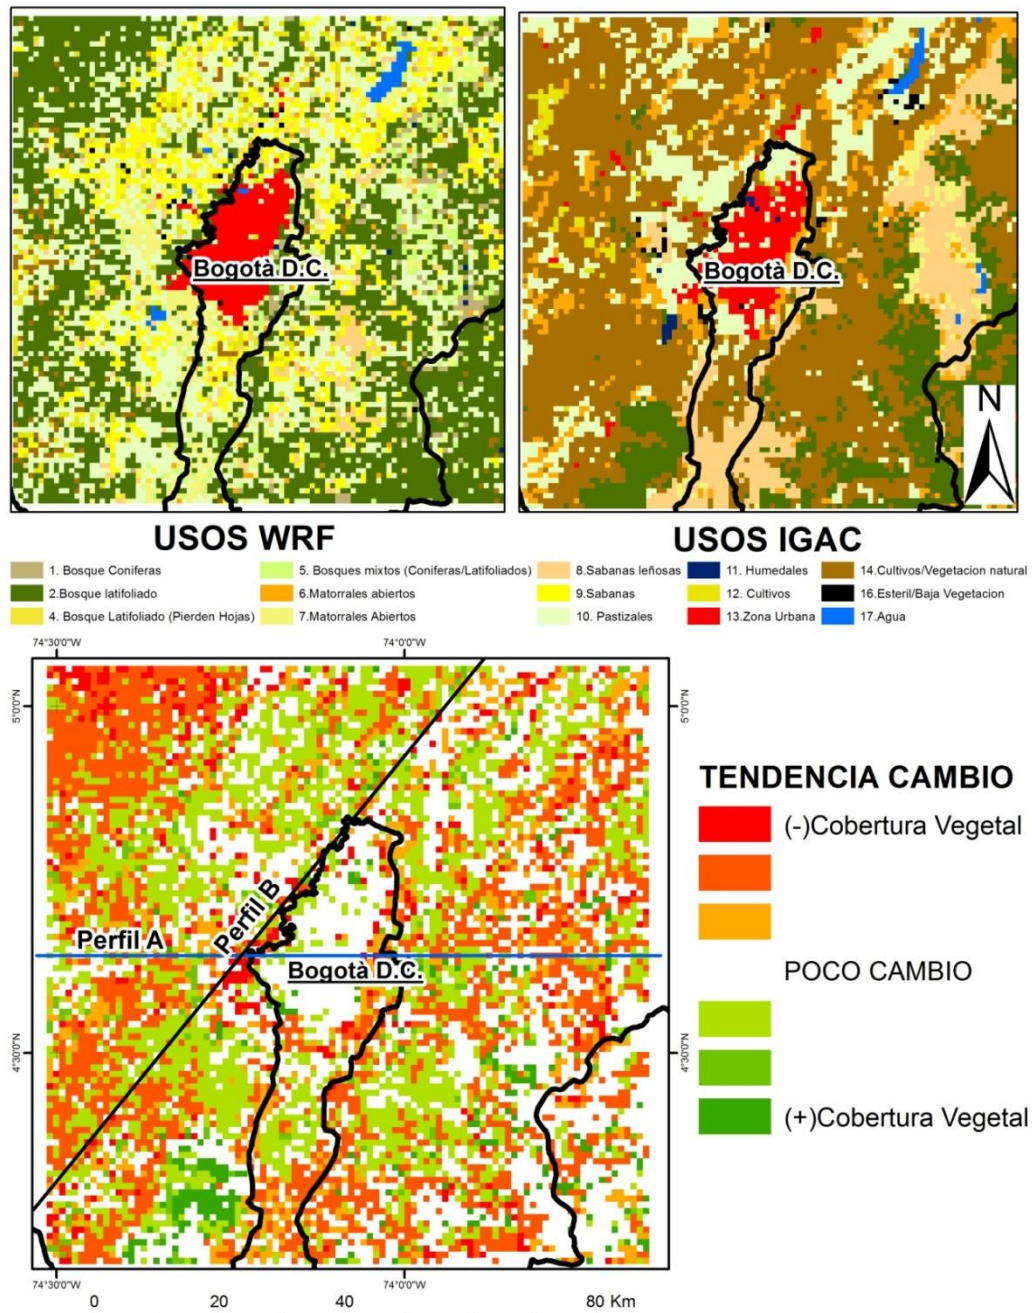 Bogotà D.C.
Bogotà D.C.
N
USOS WRF
USOS IGAC
1. Bosque Coniferas
5. Bosques mixtos (Coniferas/Latifoliados)
8.Sabanas leñosas
11. Humedales
14.Cultivos/Vegetacion natural
2.Bosque latifoliado
6.Matorrales abiertos
9.Sabanas
12. Cultivos
16.Esteril/Baja Vegetacion
4. Bosque Latifoliado (Pierden Hojas)
7.Matorrales Abiertos
10. Pastizales
13.Zona Urbana
17.Agua
74°30'0"W
74°0'0"W
5°0'0"N
5°0'0"N
TENDENCIA CAMBIO
(-)Cobertura Vegetal
Perfil B
Perfil A
Bogotà D.C.
POCO CAMBIO
4°30'0"N
4°30'0"N
(+)Cobertura Vegetal
74°30'0"W
74°0'0"W
0 20 40 80 Km